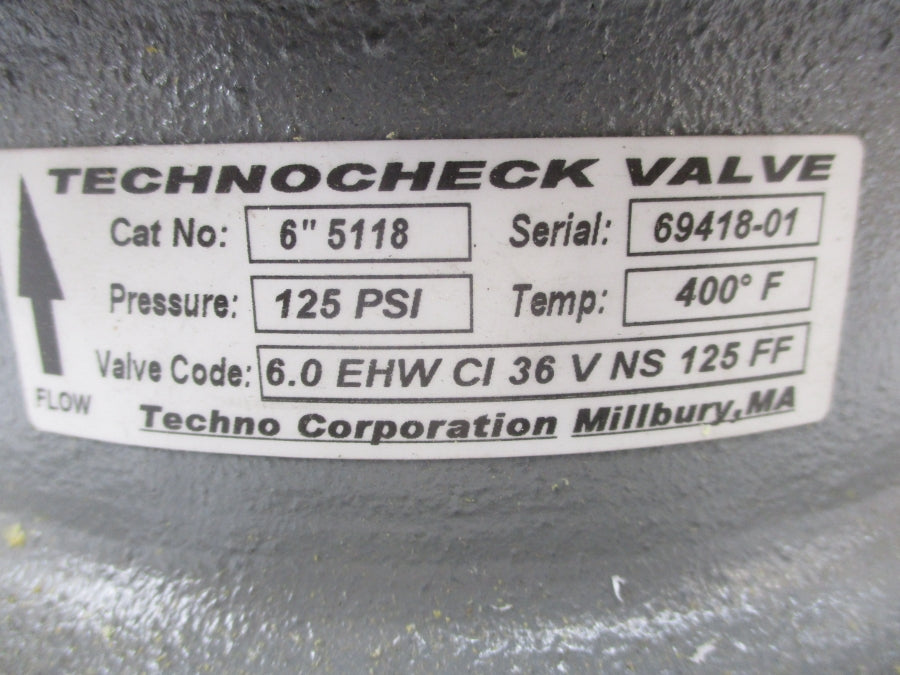 TECHNOCHECK VALVE
Cat No: 6" 5118 Serial: 69418-01
Pressure: 125 PSI Temp: 400° F
Valve Code: 6.0 EHW CI 36 V NS 125 FF
FLOW
Techno Corporation Millbury, MA